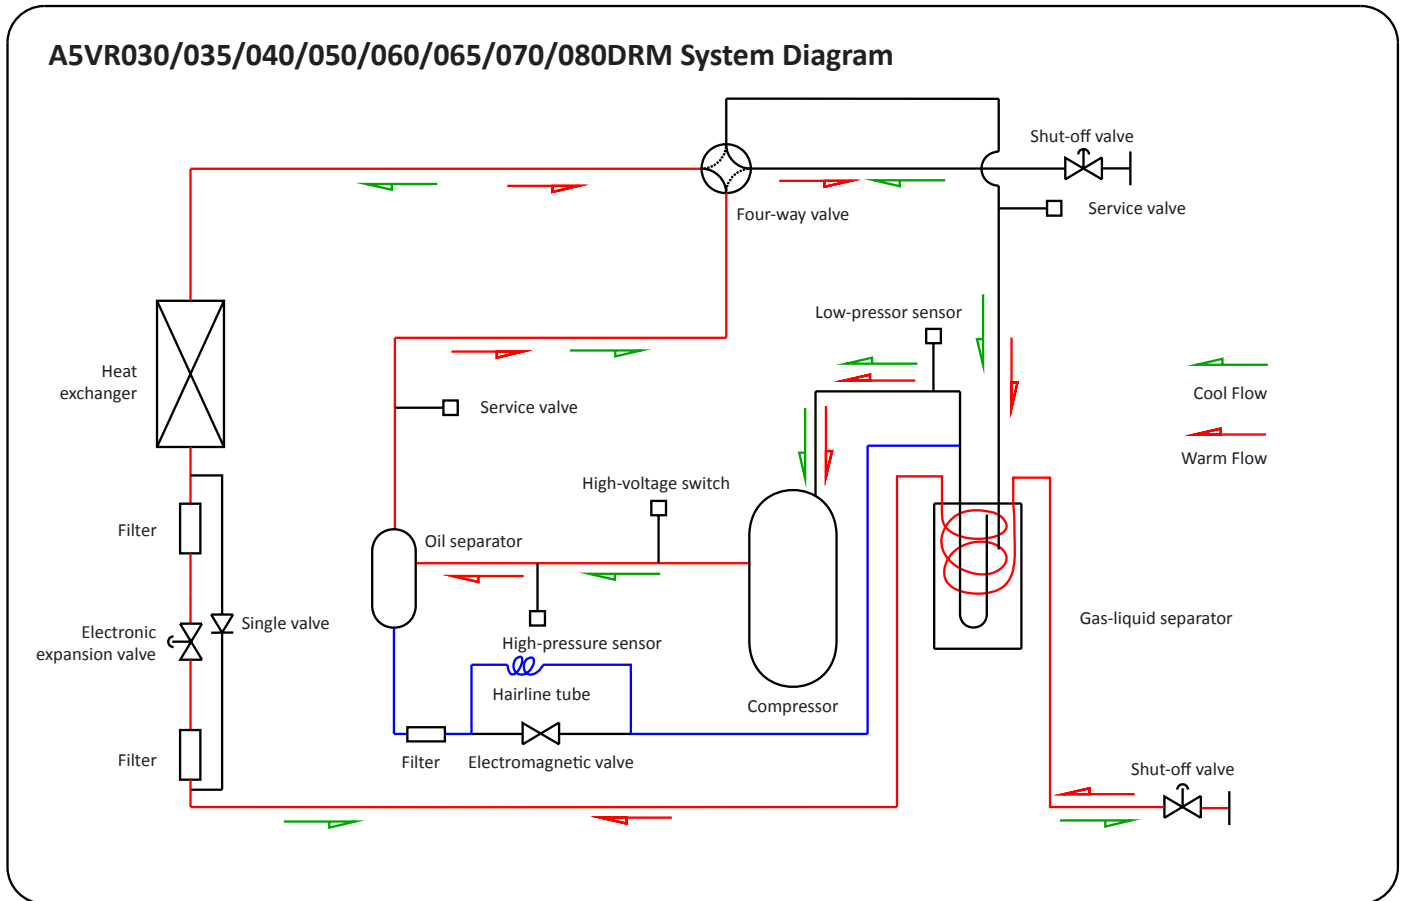 A5VR030/035/040/050/060/065/070/080DRM System Diagram
Shut-off valve
Service valve
Four-way valve
Low-pressor sensor
Heat
exchanger
Cool Flow
Service valve
Warm Flow
High-voltage switch
Filter
Oil separator
Single valve
Electronic
expansion valve
Gas-liquid separator
High-pressure sensor
Hairline tube
Compressor
Filter
Filter
Electromagnetic valve
Shut-off valve